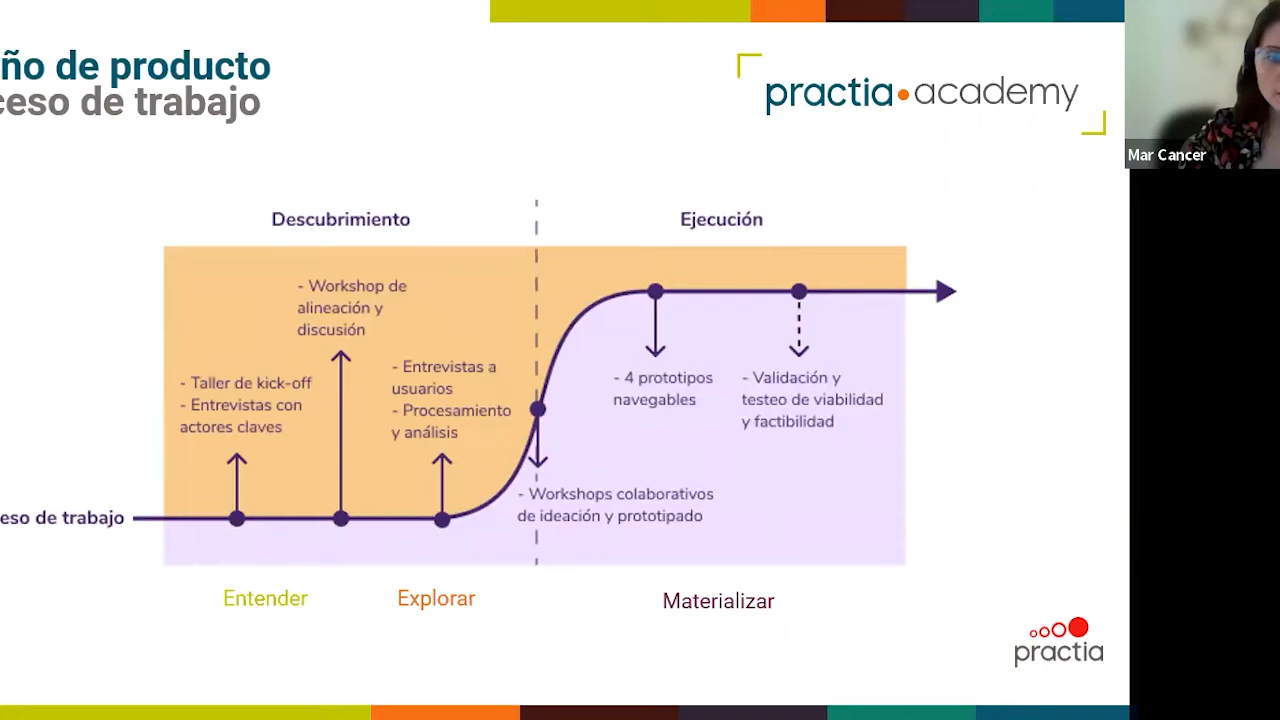 ño de producto
ceso de trabajo
practia academy
Mar Cancer
Descubrimiento
Ejecución
- Workshop de
alineación y
discusión
- Taller de kick-off
- Entrevistas con
actores claves
- Entrevistas a
usuarios
- Procesamiento
y análisis
- 4 prototipos
navegables
- Validación y
testeo de viabilidad
y factibilidad
- Workshops colaborativos
de ideación y prototipado
eso de trabajo
Entender
Explorar
Materializar
practia